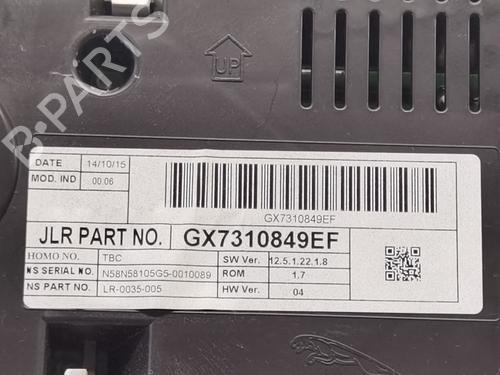 UP
B-PARTS
DATE 14/10/15
MOD. IND 00 06
GX7310849EF
JLR PART NO. GX7310849EF
HOMO NO. TBC SW Ver. 12.5.1.22.1.8
NS SERIAL NO. N58N58105G5-0010089 ROM 1.7
NS PART NO. LR-0035-005 HW Ver. 04